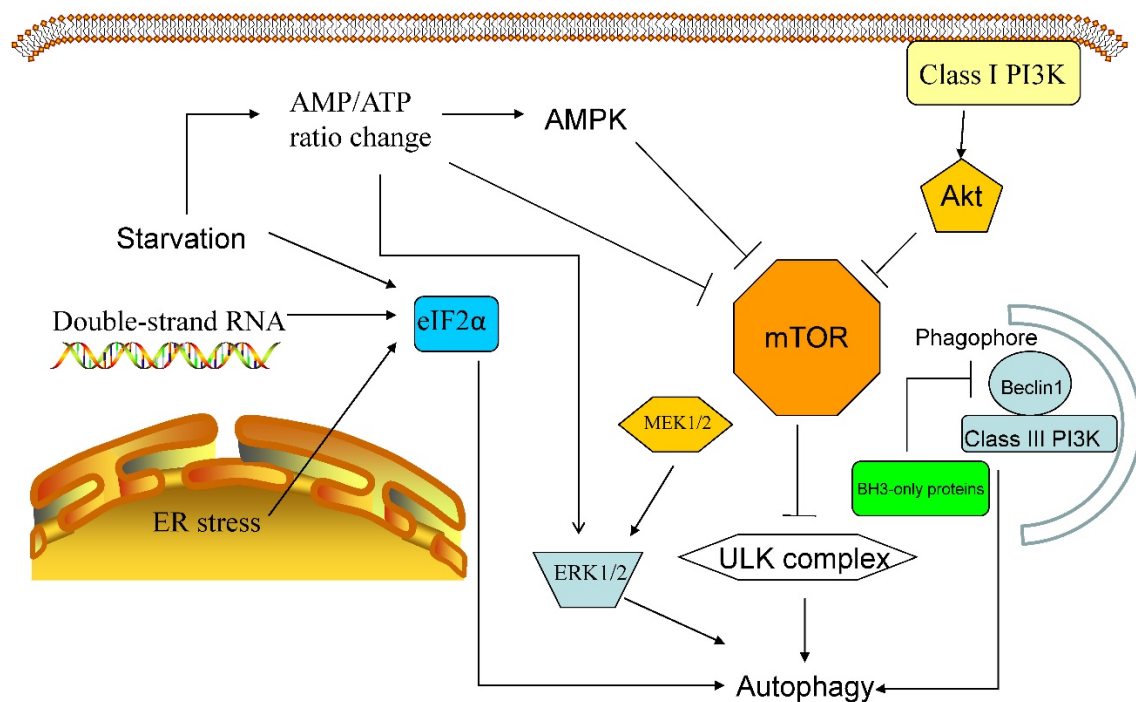 Class I PI3K
AMP/ATP
ratio change
AMPK
Akt
Starvation
Double-strand RNA
eIF2α
mTOR
Phagophore
Beclin1
MEK1/2
Class III PI3K
BH3-only proteins
ER stress
ULK complex
ERK1/2
Autophagy